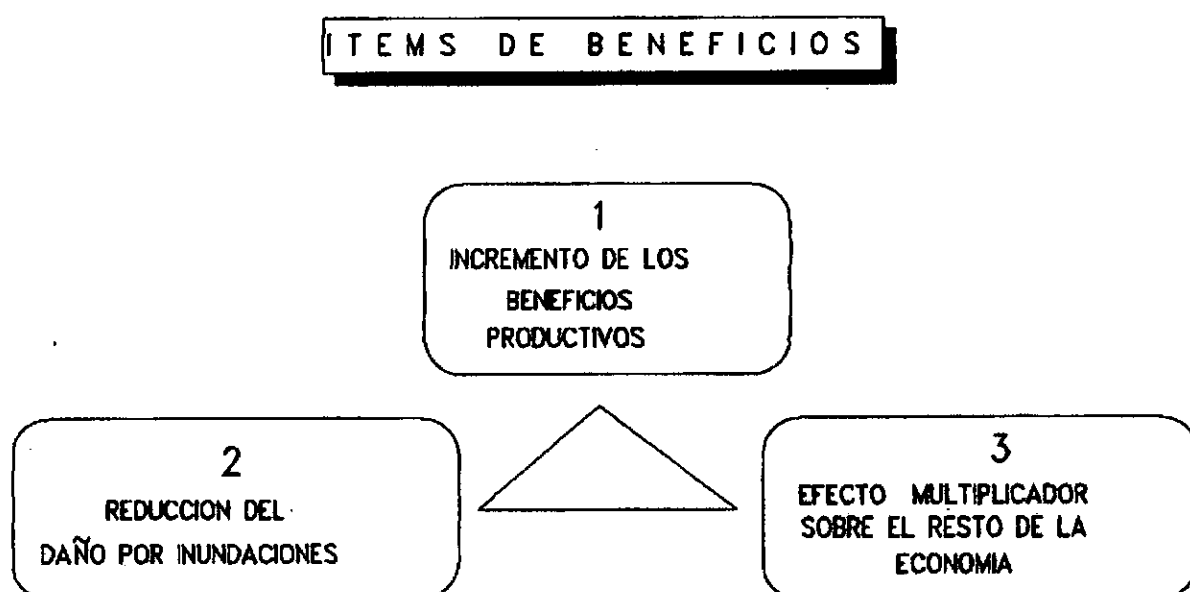 ITEMS DE BENEFICIOS
1
INCREMENTO DE LOS
BENEFICIOS
PRODUCTIVOS
2
REDUCCION DEL
DAÑO POR INUNDACIONES
3
EFECTO MULTIPLICADOR
SOBRE EL RESTO DE LA
ECONOMIA